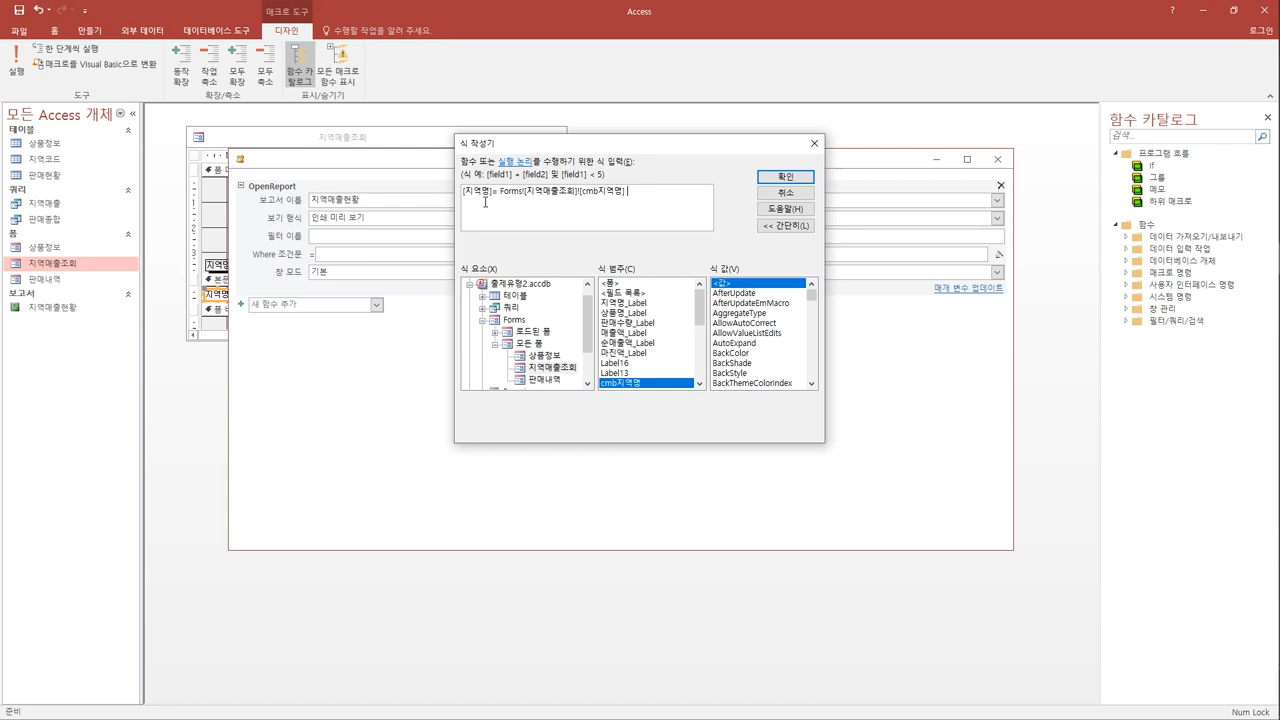 매크로 도구
Access
파일
홈
만들기
외부 데이터
데이터베이스 도구
디자인
수행할 작업을 알려 주세요.
로그인
실행
한 단계씩 실행
매크로를 Visual Basic으로 변환
동작 확장
작업 축소
모두 확장
모두 축소
함수 카탈로그
모든 매크로 함수 표시
도구
확장/축소
표시/숨기기
모든 Access 개체
테이블
상품정보
지역코드
판매현황
쿼리
지역매출
판매종합
폼
상품정보
지역매출조회
판매내역
보고서
지역매출현황
지역매출조회
OpenReport
보고서 이름
지역매출현황
보기 형식
인쇄 미리 보기
필터 이름
Where 조건문
=
창 모드
기본
새 함수 추가
매개 변수 업데이트
식 작성기
함수 또는 실행 논리를 수행하기 위한 식 입력(E):
(식 예: [field1] + [field2] 및 [field1] < 5)
[지역명]= Forms![지역매출조회]![cmb지역명]
확인
취소
도움말(H)
<< 간단히(L)
식 요소(X)
출제유형2.accdb
테이블
쿼리
Forms
로드된 폼
모든 폼
상품정보
지역매출조회
판매내역
식 범주(C)
<폼>
<필드 목록>
지역명_Label
상품명_Label
판매수량_Label
매출액_Label
순매출액_Label
마진액_Label
Label16
Label13
cmb지역명
식 값(V)
<값>
AfterUpdate
AfterUpdateEmMacro
AggregateType
AllowAutoCorrect
AllowValueListEdits
AutoExpand
BackColor
BackShade
BackStyle
BackThemeColorIndex
함수 카탈로그
검색...
프로그램 흐름
If
그룹
메모
하위 매크로
함수
데이터 가져오기/내보내기
데이터 입력 작업
데이터베이스 개체
매크로 명령
사용자 인터페이스 명령
시스템 명령
창 관리
필터/쿼리/검색
준비
Num Lock